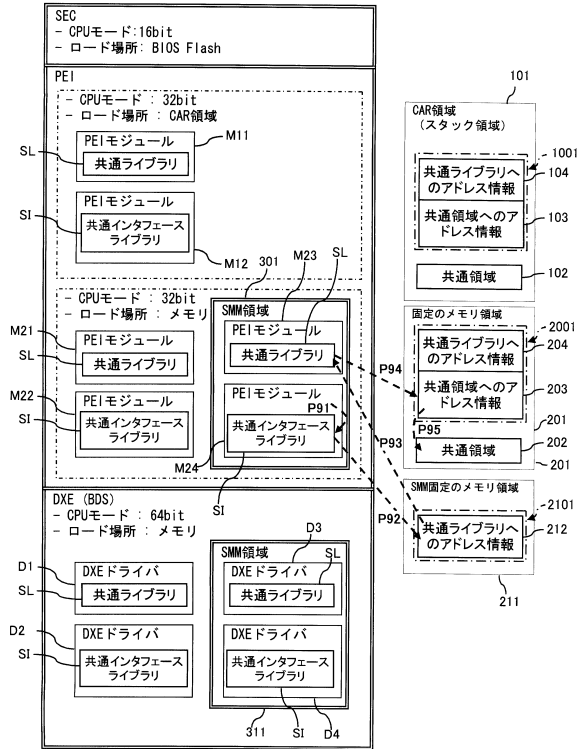 SEC
- CPUモード:16bit
- ロード場所: BIOS Flash
PEI
- CPUモード : 32bit
- ロード場所 : CAR領域
PEIモジュール
共通ライブラリ
M11
SL
PEIモジュール
共通インタフェース
ライブラリ
SI
M12
- CPUモード : 32bit
- ロード場所 : メモリ
301
M23
SL
SMM領域
PEIモジュール
共通ライブラリ
M21
SL
PEIモジュール
共通ライブラリ
M22
SI
PEIモジュール
共通インタフェース
ライブラリ
PEIモジュール
P91
共通インタフェース
ライブラリ
M24
SI
DXE (BDS)
- CPUモード : 64bit
- ロード場所 : メモリ
D1
SL
DXEドライバ
共通ライブラリ
D2
SI
DXEドライバ
共通インタフェース
ライブラリ
SMM領域
D3
DXEドライバ
SL
共通ライブラリ
DXEドライバ
共通インタフェース
ライブラリ
311
SI
D4
101
CAR領域
(スタック領域)
1001
共通ライブラリへ
のアドレス情報
104
共通領域へのア
ドレス情報
103
共通領域
102
固定のメモリ領域
2001
共通ライブラリへ
のアドレス情報
204
共通領域へのア
ドレス情報
203
P94
P95
201
共通領域
202
201
P93
P92
SMM固定のメモリ領域
2101
共通ライブラリへ
のアドレス情報
212
211